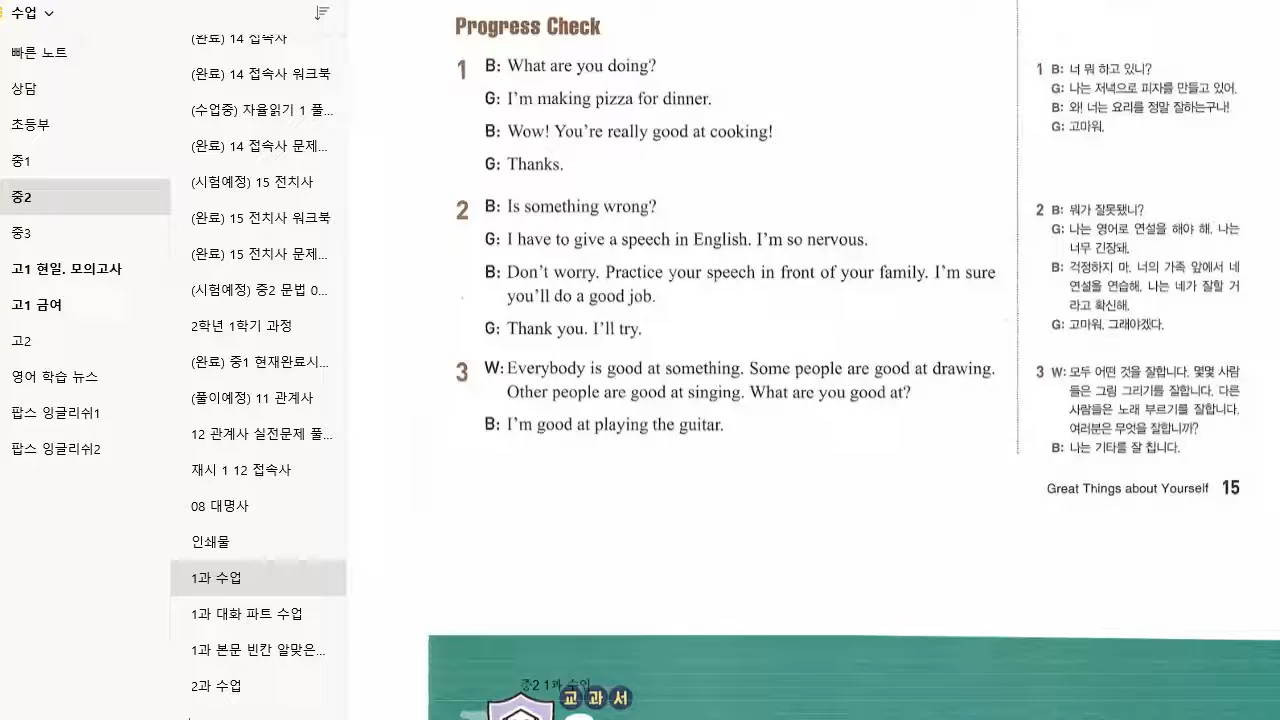 수업
빠른 노트
상담
초등부
중1
중2
중3
고1 현일. 모의고사
고1 금여
고2
영어 학습 뉴스
팝스 잉글리쉬1
팝스 잉글리쉬2
(완료) 14 접속사
(완료) 14 접속사 워크북
(수업중) 자율읽기 1 풀...
(완료) 14 접속사 문제...
(시험예정) 15 전치사
(완료) 15 전치사 워크북
(완료) 15 전치사 문제...
(시험예정) 중2 문법 0...
2학년 1학기 과정
(완료) 중1 현재완료시...
(풀이예정) 11 관계사
12 관계사 실전문제 풀...
재시 1 12 접속사
08 대명사
인쇄물
1과 수업
1과 대화 파트 수업
1과 본문 빈칸 알맞은...
2과 수업
Progress Check
1 B: What are you doing?
G: I'm making pizza for dinner.
B: Wow! You're really good at cooking!
G: Thanks.
2 B: Is something wrong?
G: I have to give a speech in English. I'm so nervous.
B: Don't worry. Practice your speech in front of your family. I'm sure
you'll do a good job.
G: Thank you. I'll try.
3 W: Everybody is good at something. Some people are good at drawing.
Other people are good at singing. What are you good at?
B: I'm good at playing the guitar.
1 B: 너 뭐 하고 있니?
G: 나는 저녁으로 피자를 만들고 있어.
B: 와! 너는 요리를 정말 잘하는구나!
G: 고마워.
2 B: 뭐가 잘못됐니?
G: 나는 영어로 연설을 해야 해. 나는
너무 긴장돼.
B: 걱정하지 마. 너의 가족 앞에서 네
연설을 연습해. 나는 네가 잘할 거
라고 확신해.
G: 고마워. 그래야겠다.
3 W: 모두 어떤 것을 잘합니다. 몇몇 사람
들은 그림 그리기를 잘합니다. 다른
사람들은 노래 부르기를 잘합니다.
여러분은 무엇을 잘합니까?
B: 나는 기타를 잘 칩니다.
Great Things about Yourself 15
중2 1과 수업
교과서